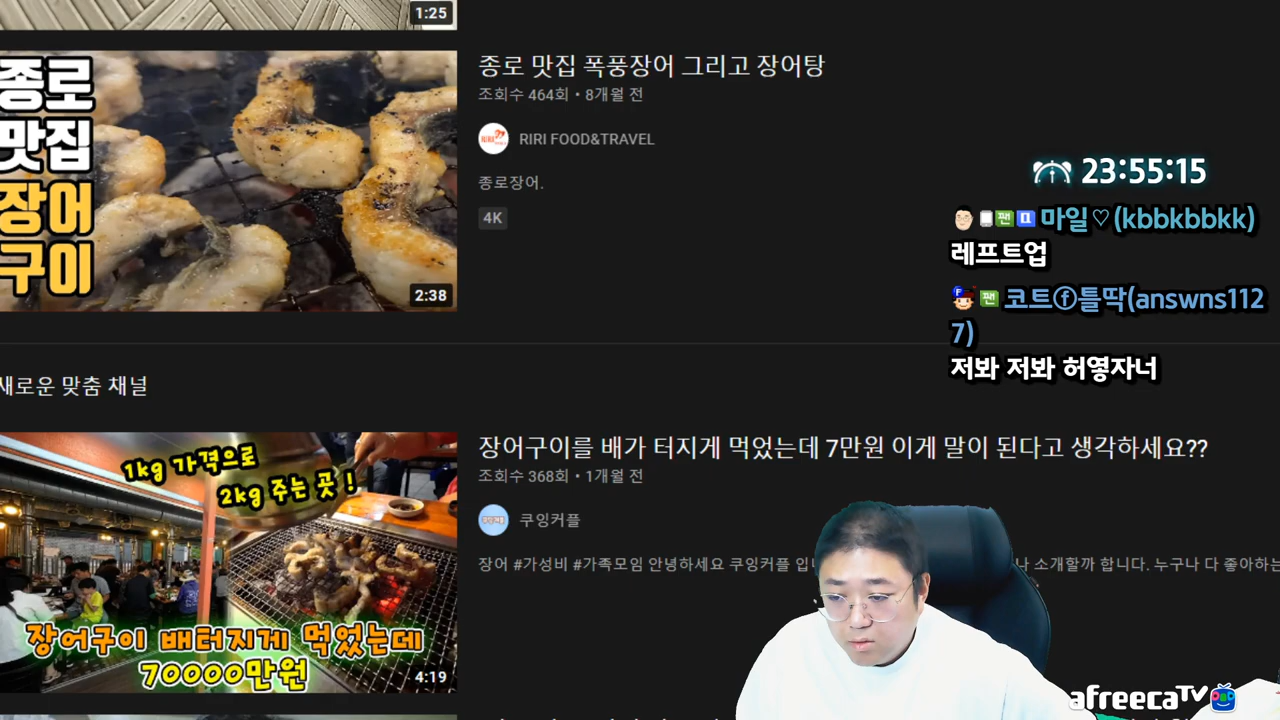 1:25
종로
맛집
장어
구이
2:38
종로 맛집 폭풍장어 그리고 장어탕
조회수 464회 • 8개월 전
RIRI FOOD&TRAVEL
종로장어.
4K
23:55:15
팬 마일♡(kbbkbbkk)
레프트업
F 팬 코트ⓕ틀딱(answns112
7)
저봐 저봐 허옇자너
새로운 맞춤 채널
1kg 가격으로
2kg 주는 곳!
장어구이 배터지게 먹었는데
70000만원
4:19
장어구이를 배가 터지게 먹었는데 7만원 이게 말이 된다고 생각하세요??
조회수 368회 • 1개월 전
쿠잉커플
장어 #가성비 #가족모임 안녕하세요 쿠잉커플 입 소개할까 합니다. 누구나 다 좋아하는
afreecaTV